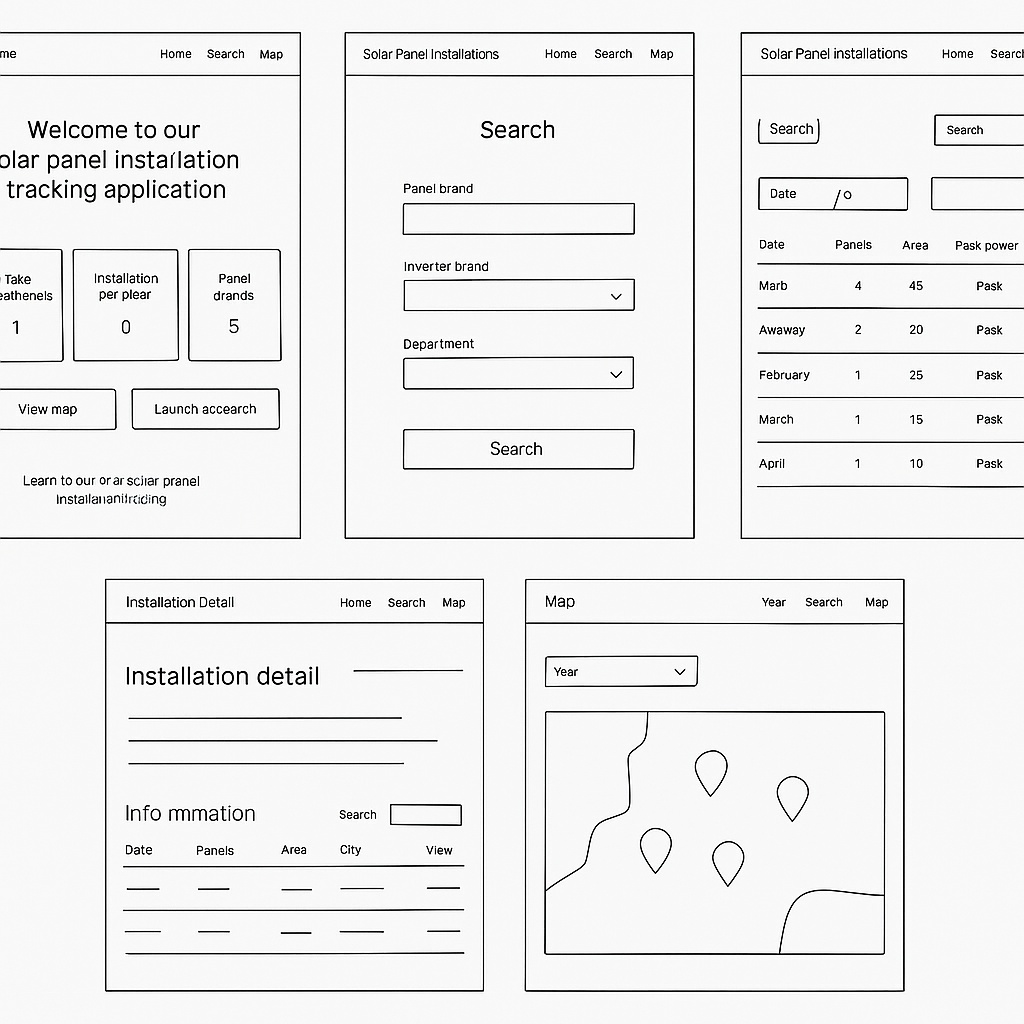 me Home Search Map
Welcome to our
olar panel installation
tracking application
Take
eathenels
1
Installation
per plear
0
Panel
drands
5
View map
Launch accearch
Learn to our or ar scliar pranel
Solar Panel Installations Home Search Map
Search
Panel brand
Inverter brand
Department
Search
Solar Panel installations Home Search
Search
Search
Date / O
Date Panels Area Pask power
Marb 4 45 Pask
Awaway 2 20 Pask
February 1 25 Pask
March 1 15 Pask
April 1 10 Pask
Installation Detail Home Search Map
Installation detail
Info mmation Search
Date Panels Area City View
Map Year Search Map
Year